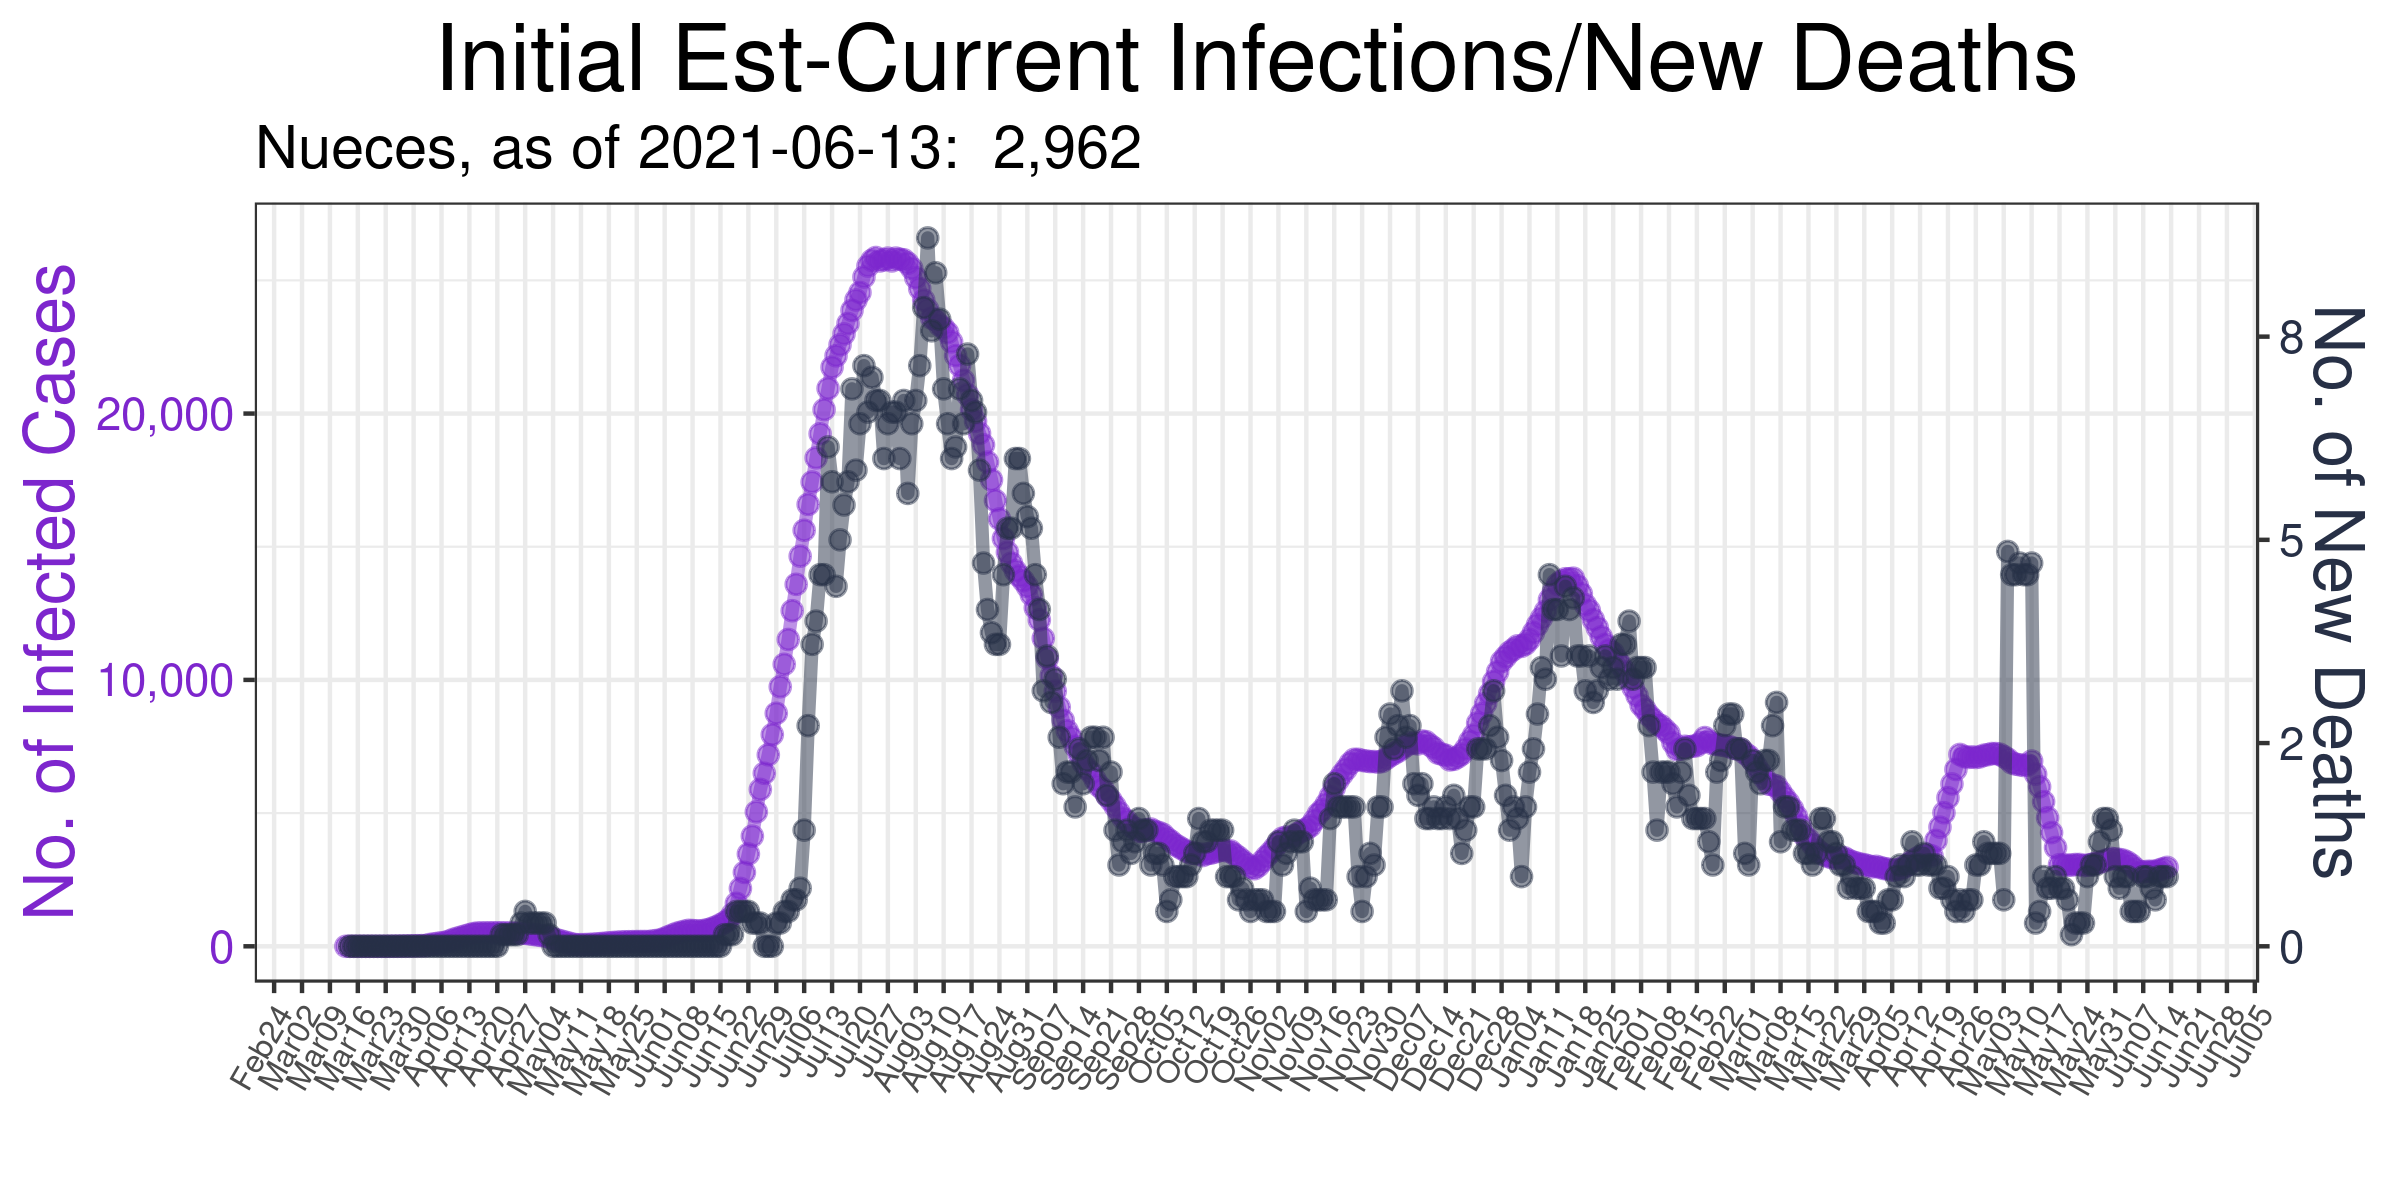 Initial Est-Current Infections/New Deaths
Nueces, as of 2021-06-13:  2,962
No. of Infected Cases
20,000
10,000
0
No. of New Deaths
8
5
2
0
Feb24
Mar02
Mar09
Mar16
Mar23
Mar30
Apr06
Apr13
Apr20
Apr27
May04
May11
May18
May25
Jun01
Jun08
Jun15
Jun22
Jun29
Jul06
Jul13
Jul20
Jul27
Aug03
Aug10
Aug17
Aug24
Aug31
Sep07
Sep14
Sep21
Sep28
Oct05
Oct12
Oct19
Oct26
Nov02
Nov09
Nov16
Nov23
Nov30
Dec07
Dec14
Dec21
Dec28
Jan04
Jan11
Jan18
Jan25
Feb01
Feb08
Feb15
Feb22
Mar01
Mar08
Mar15
Mar22
Mar29
Apr05
Apr12
Apr19
Apr26
May03
May10
May17
May24
May31
Jun07
Jun14
Jun21
Jun28
Jul05